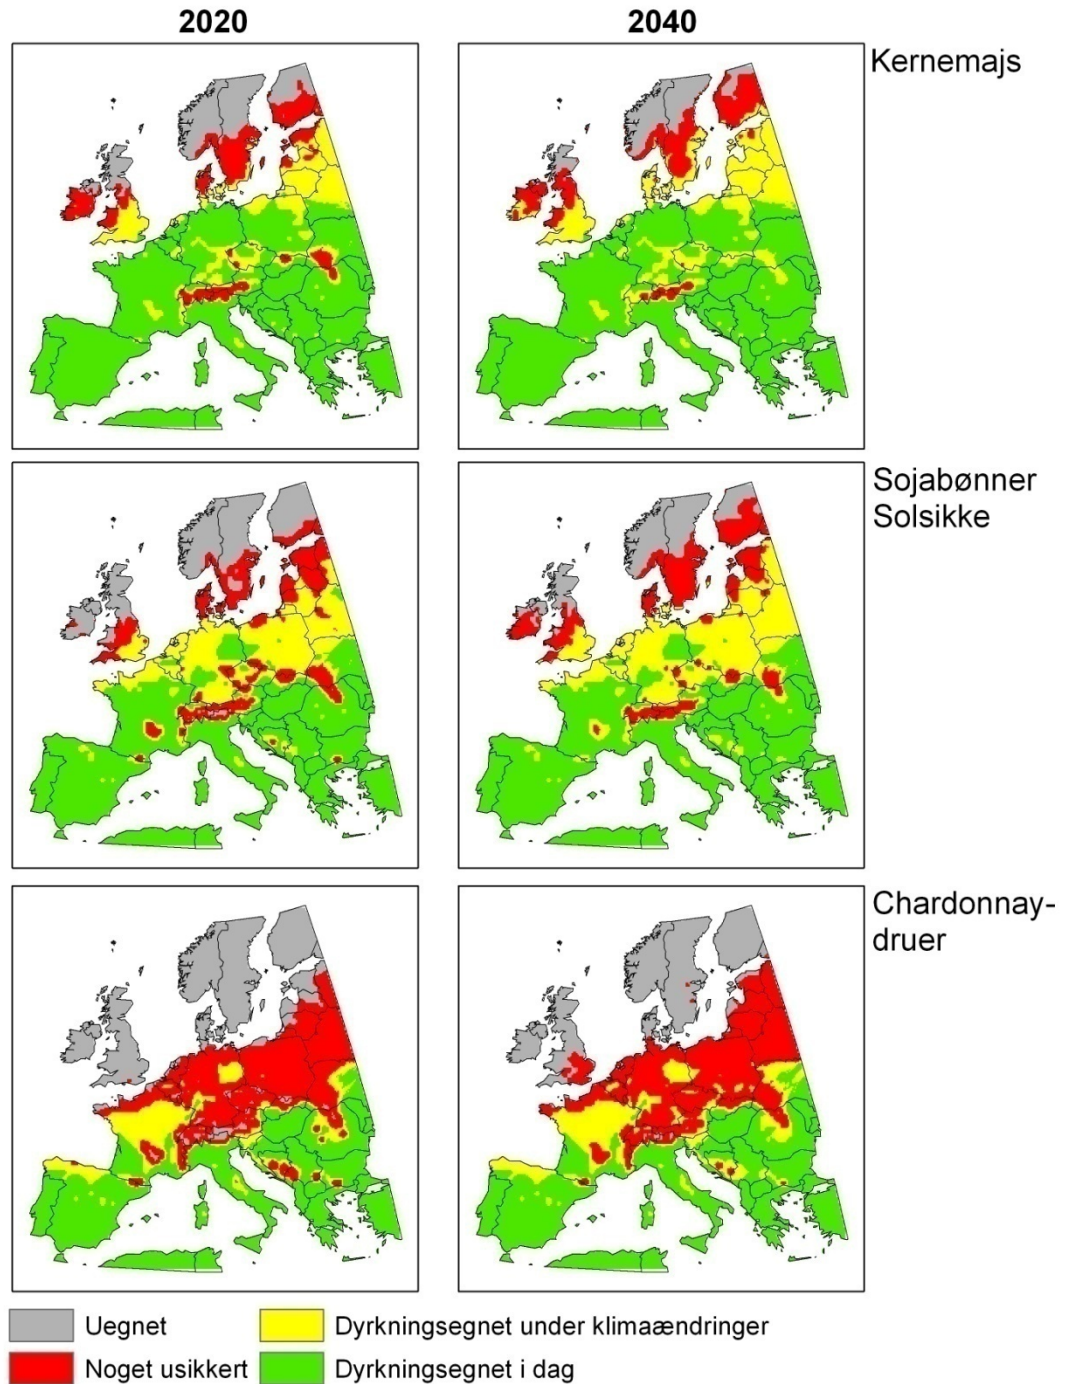 2020
2040
Kernemajs
Sojabønner
Solsikke
Chardonnay-
druer
Uegnet
Dyrkningsegnet under klimaændringer
Noget usikkert
Dyrkningsegnet i dag